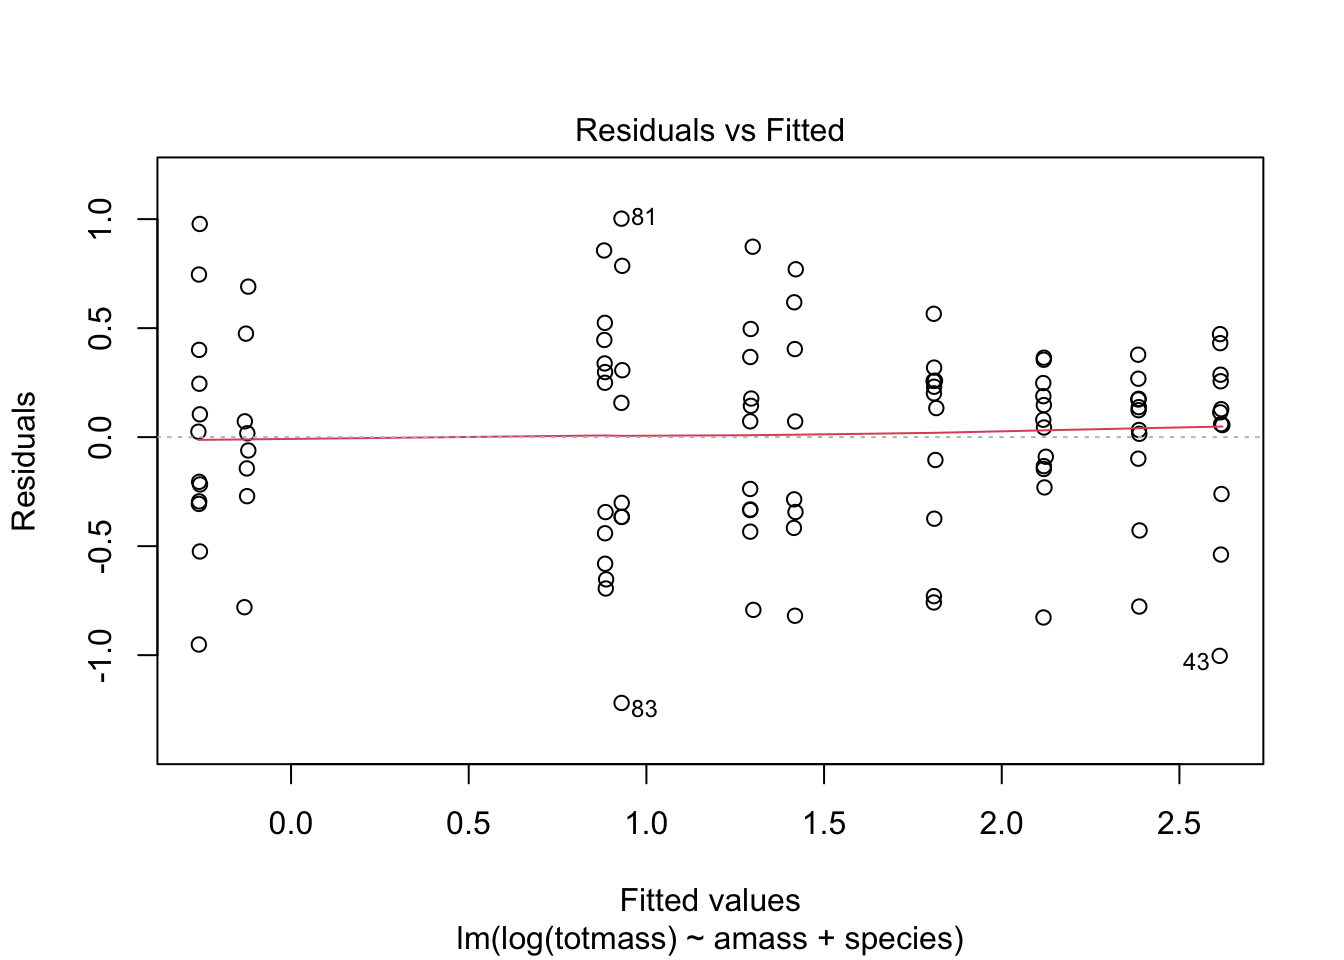 Residuals vs Fitted
Residuals
1.0
0.5
0.0
-0.5
-1.0
81
83
43
0.0 0.5 1.0 1.5 2.0 2.5
Fitted values
lm(log(totmass) ~ amass + species)